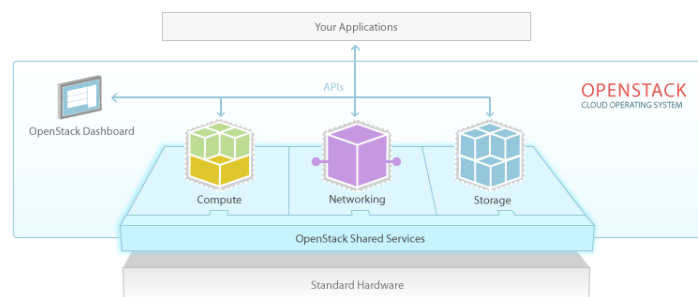 Your Applications
APIs
OPENSTACK
CLOUD OPERATING SYSTEM
OpenStack Dashboard
Compute
Networking
Storage
OpenStack Shared Services
Standard Hardware